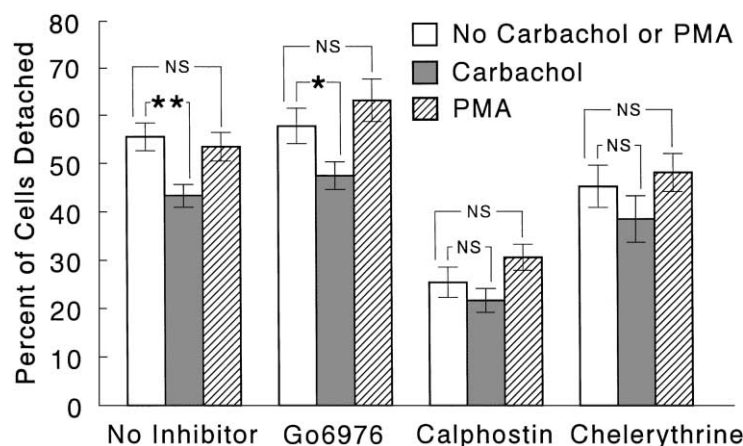 80
70
60
50
40
30
20
10
0
Percent of Cells Detached
No Carbachol or PMA
Carbachol
PMA
NS
**
NS
*
NS
NS
NS
NS
No Inhibitor Go6976 Calphostin Chelerythrine